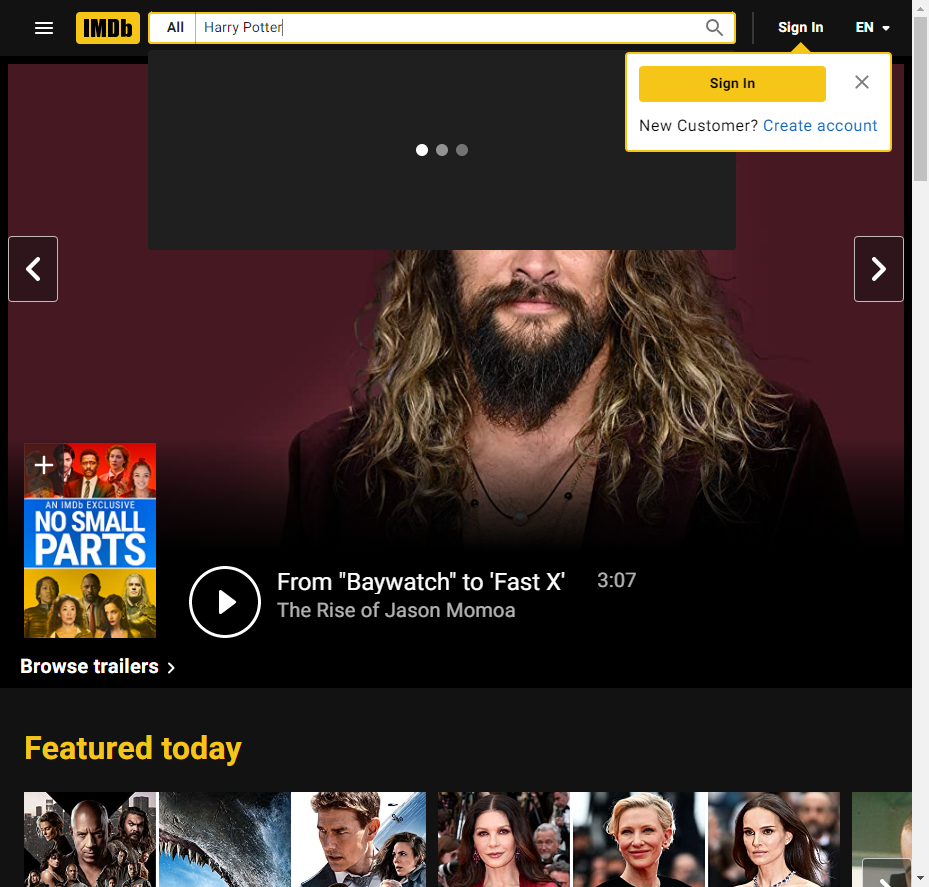 IMDb
All
Harry Potter
Sign In
EN
Sign In
New Customer? Create account
AN IMDb EXCLUSIVE
NO SMALL
PARTS
From "Baywatch" to 'Fast X'
3:07
The Rise of Jason Momoa
Browse trailers
Featured today